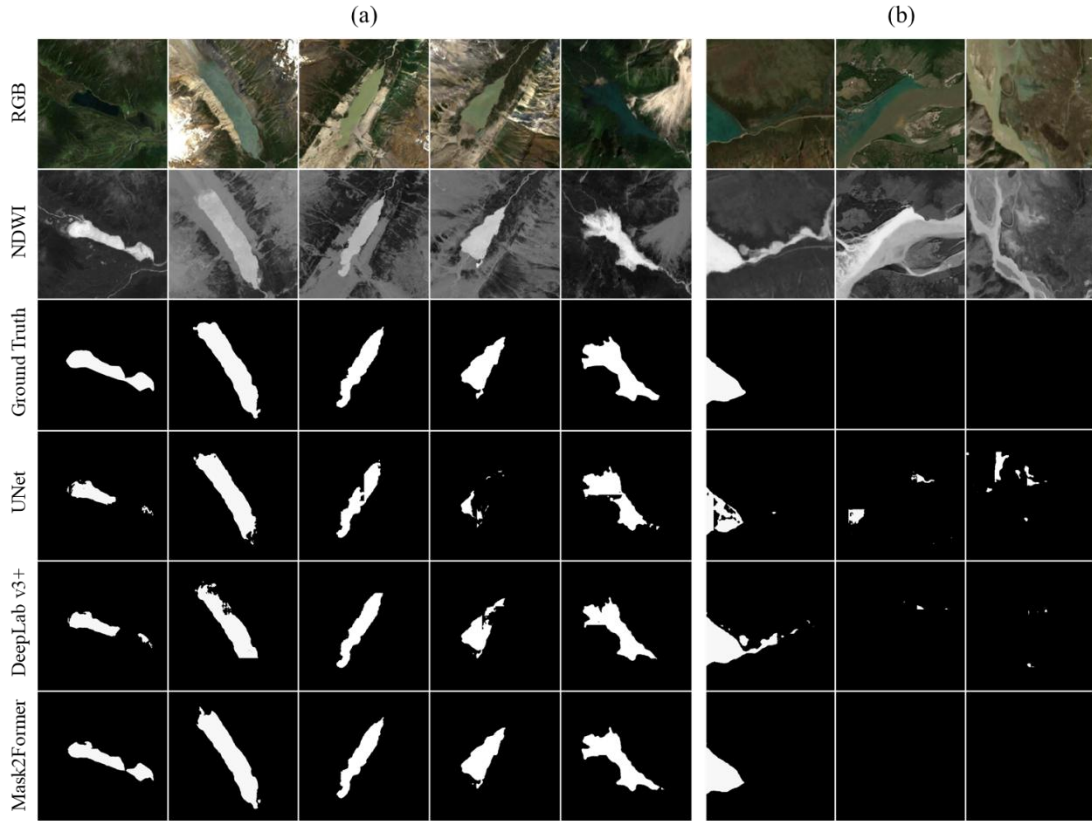 (a)
(b)
RGB
NDWI
Ground Truth
UNet
DeepLab v3+
Mask2Former